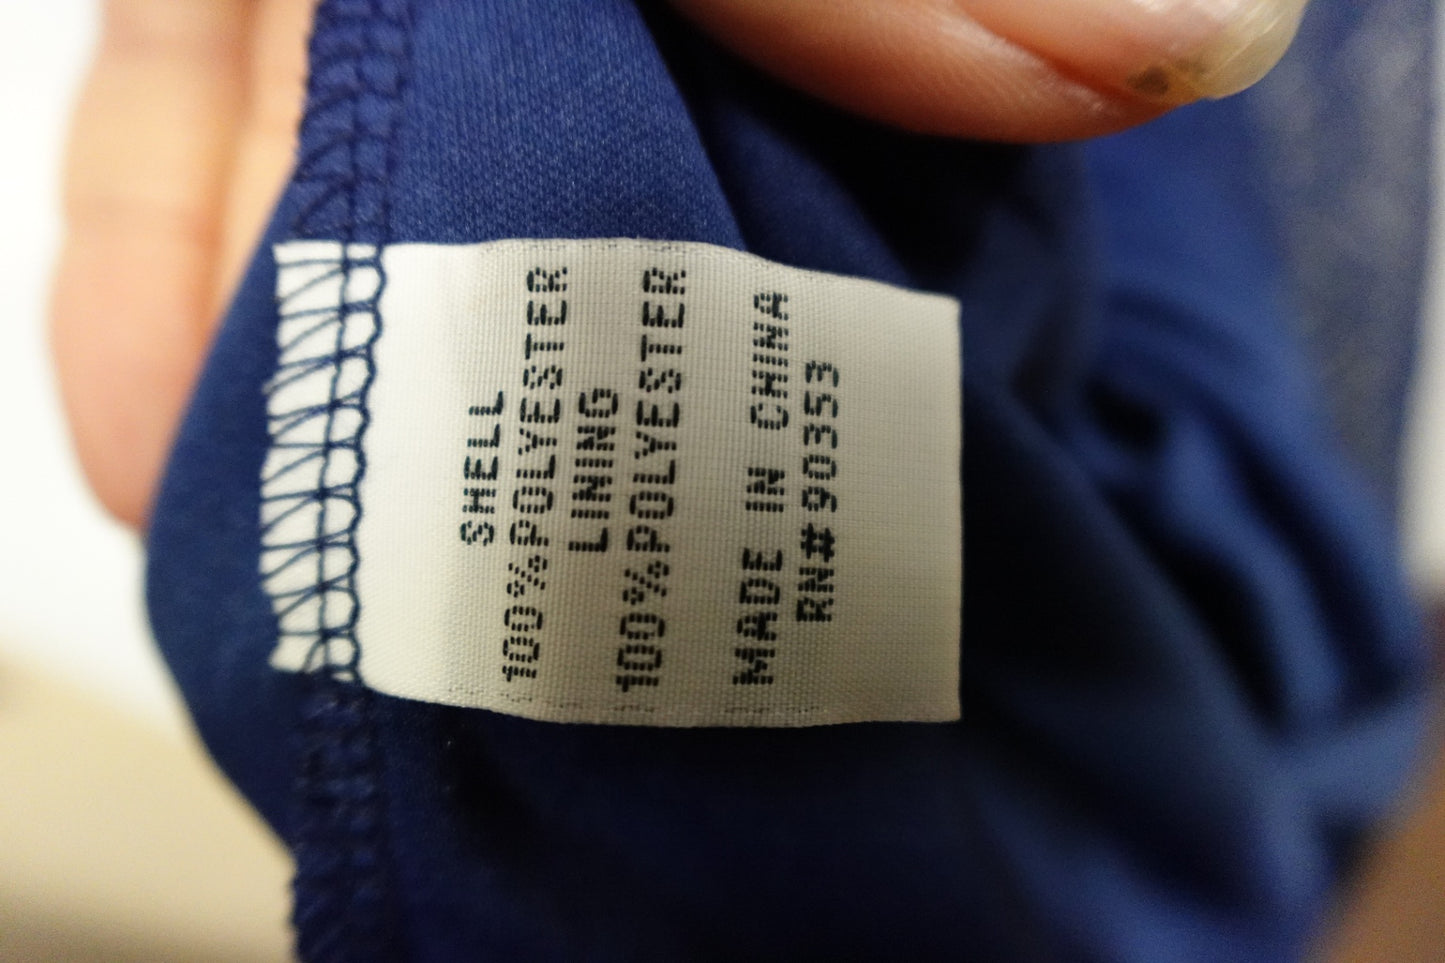 SHELL
100%POLYESTER
LINING
100%POLYESTER
MADE IN CHINA
RN#90353